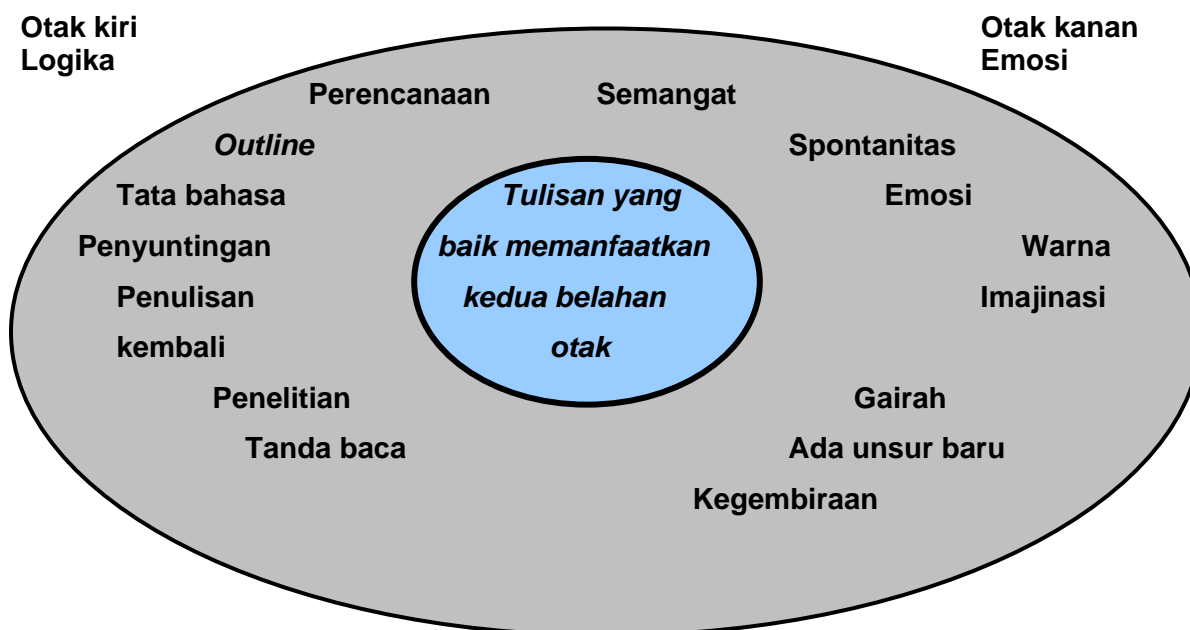 Otak kiri
Logika
Otak kanan
Emosi
Perencanaan Semangat
Outline Spontanitas
Tata bahasa Tulisan yang Emosi
Penyuntingan baik memanfaatkan Warna
Penulisan kedua belahan Imajinasi
kembali otak
Penelitian Gairah
Tanda baca Ada unsur baru
Kegembiraan